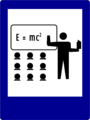 E = mc²